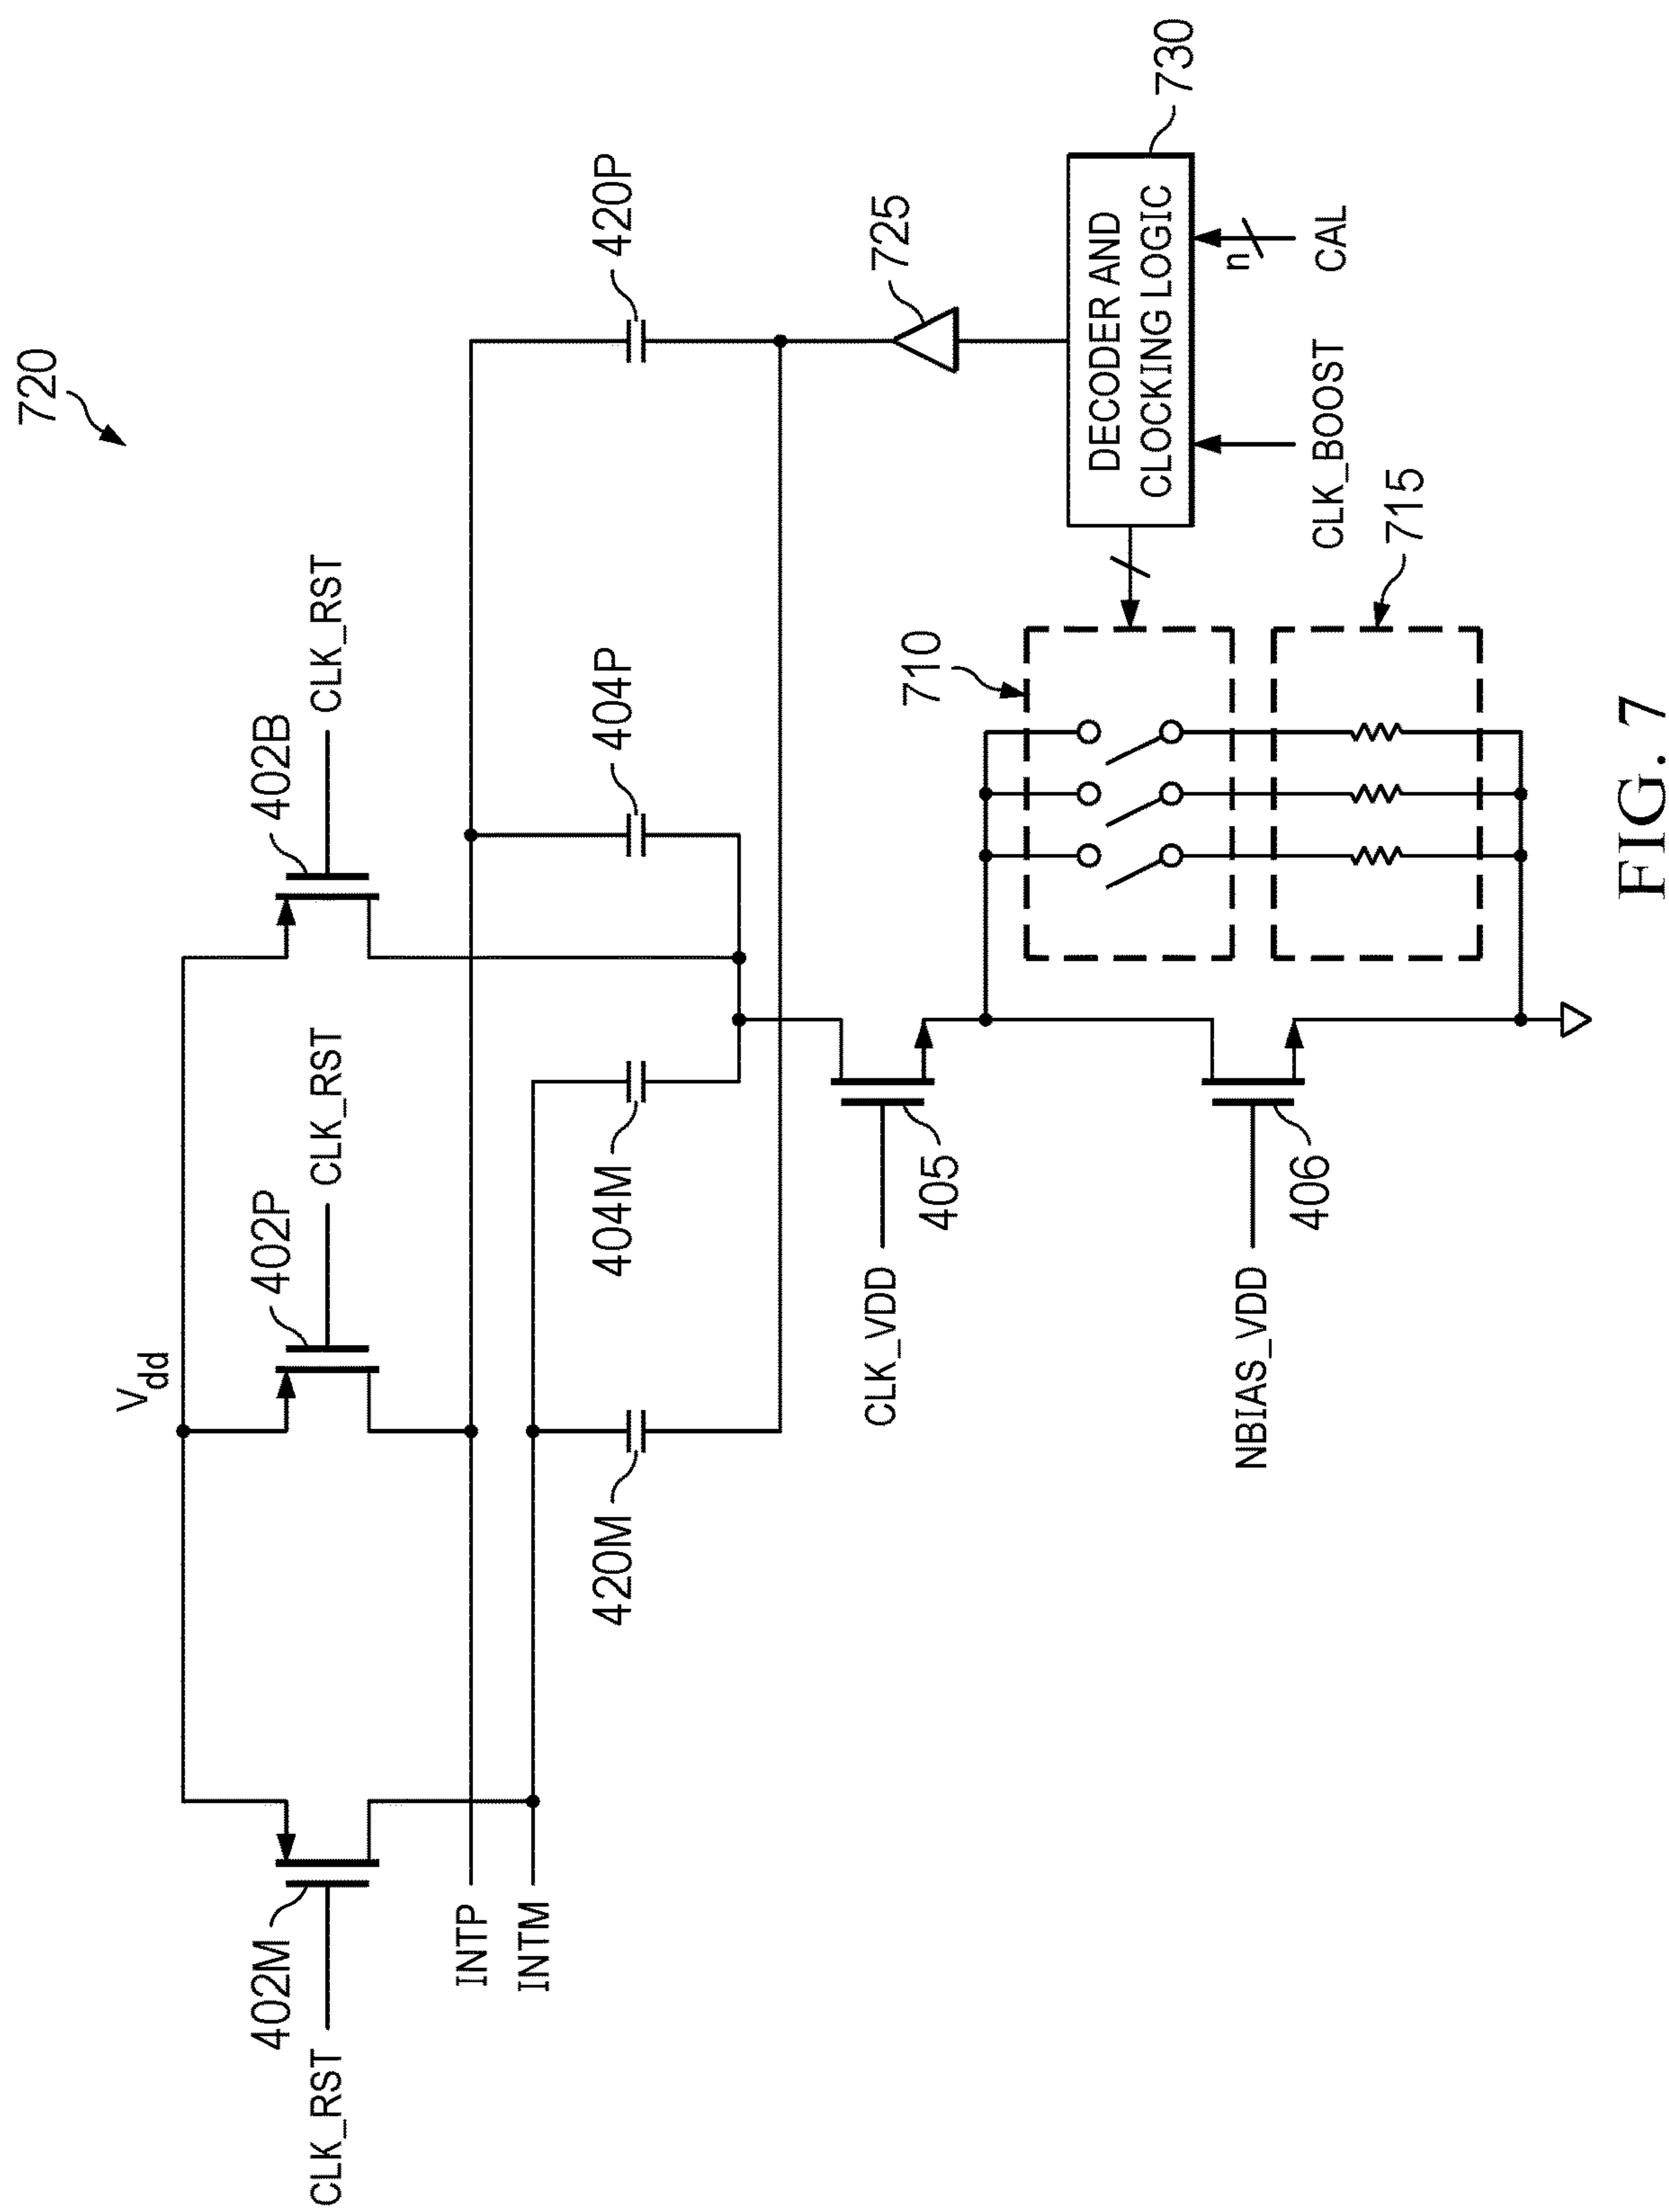 720
Vdd
402M
402P
402B
CLK_RST
CLK_RST
CLK_RST
INTP
INTM
420M
404M
404P
420P
725
CLK_VDD
405
710
DECODER AND
CLOCKING LOGIC
730
n
NBIAS_VDD
406
CLK_BOOST
CAL
715
FIG. 7